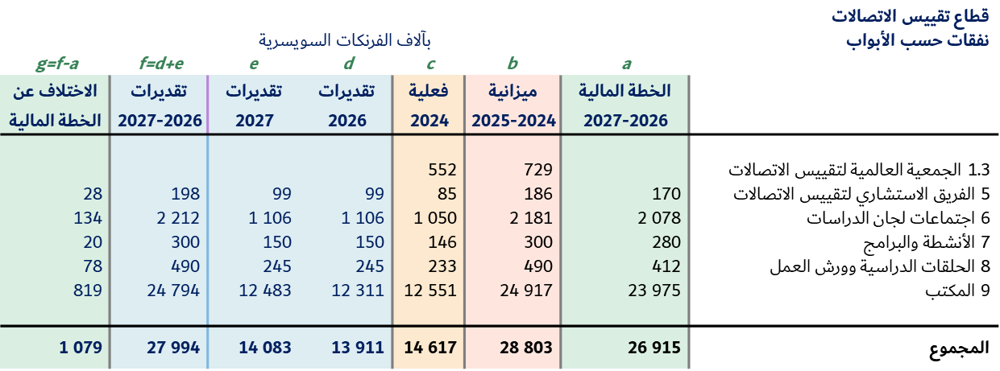 قطاع تقييس الاتصالات
نفقات حسب الأبواب
بآلاف الفرنكات السويسرية
a b c d e f=d+e g=f-a
الخطة المالية ميزانية فعلية تقديرات تقديرات تقديرات الاختلاف عن
2027-2026 2025-2024 2024 2026 2027 2027-2026 الخطة المالية
1.3 الجمعية العالمية لتقييس الاتصالات 729 552
5 الفريق الاستشاري لتقييس الاتصالات 170 186 85 99 99 198 28
6 اجتماعات لجان الدراسات 2 078 2 181 1 050 1 106 1 106 2 212 134
7 الأنشطة والبرامج 280 300 146 150 150 300 20
8 الحلقات الدراسية وورش العمل 412 490 233 245 245 490 78
9 المكتب 23 975 24 917 12 551 12 311 12 483 24 794 819
المجموع 26 915 28 803 14 617 13 911 14 083 27 994 1 079